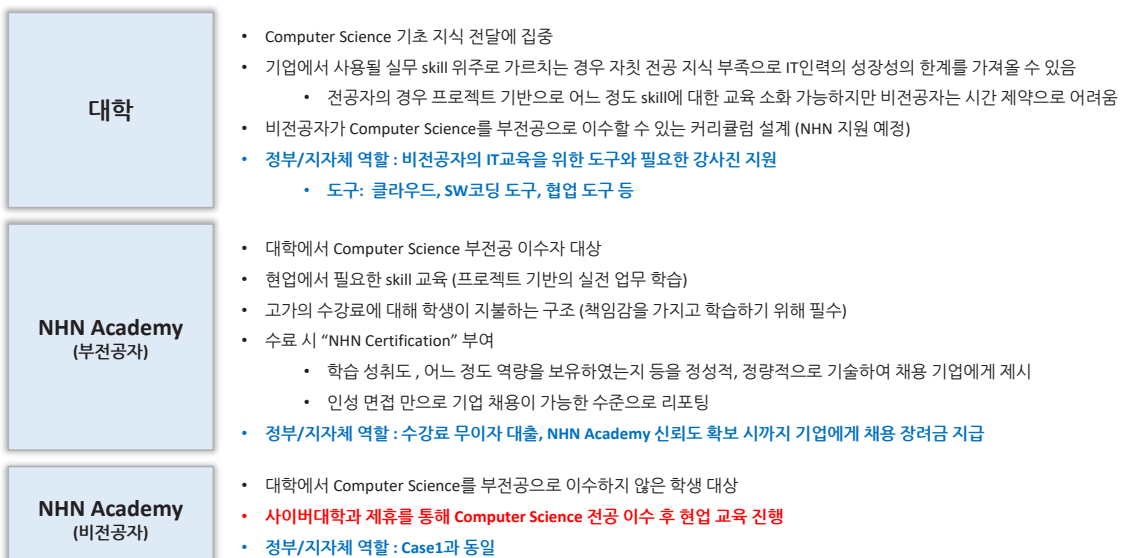 대학
• Computer Science 기초 지식 전달에 집중
• 기업에서 사용될 실무 skill 위주로 가르치는 경우 자칫 전공 지식 부족으로 IT인력의 성장성의 한계를 가져올 수 있음
• 전공자의 경우 프로젝트 기반으로 어느 정도 skill에 대한 교육 소화 가능하지만 비전공자는 시간 제약으로 어려움
• 비전공자가 Computer Science를 부전공으로 이수할 수 있는 커리큘럼 설계 (NHN 지원 예정)
• 정부/지자체 역할 : 비전공자의 IT교육을 위한 도구와 필요한 강사진 지원
• 도구: 클라우드, SW코딩 도구, 협업 도구 등
NHN Academy
(부전공자)
• 대학에서 Computer Science 부전공 이수자 대상
• 현업에서 필요한 skill 교육 (프로젝트 기반의 실전 업무 학습)
• 고가의 수강료에 대해 학생이 지불하는 구조 (책임감을 가지고 학습하기 위해 필수)
• 수료 시 “NHN Certification” 부여
• 학습 성취도 , 어느 정도 역량을 보유하였는지 등을 정성적, 정량적으로 기술하여 채용 기업에게 제시
• 인성 면접 만으로 기업 채용이 가능한 수준으로 리포팅
• 정부/지자체 역할 : 수강료 무이자 대출, NHN Academy 신뢰도 확보 시까지 기업에게 채용 장려금 지급
NHN Academy
(비전공자)
• 대학에서 Computer Science를 부전공으로 이수하지 않은 학생 대상
• 사이버대학과 제휴를 통해 Computer Science 전공 이수 후 현업 교육 진행
• 정부/지자체 역할 : Case1과 동일